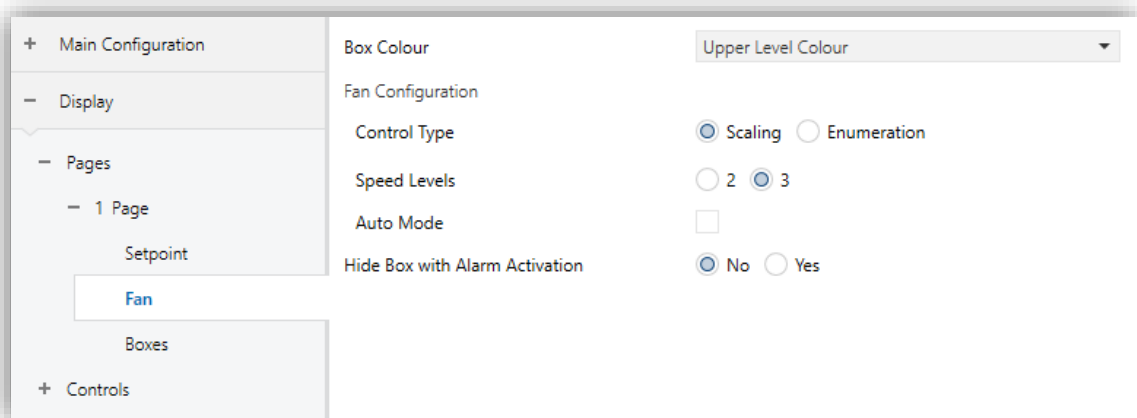 Main Configuration
Display
Pages
1 Page
Setpoint
Fan
Boxes
Controls
Box Colour Upper Level Colour
Fan Configuration
Control Type Scaling Enumeration
Speed Levels 2 3
Auto Mode
Hide Box with Alarm Activation No Yes